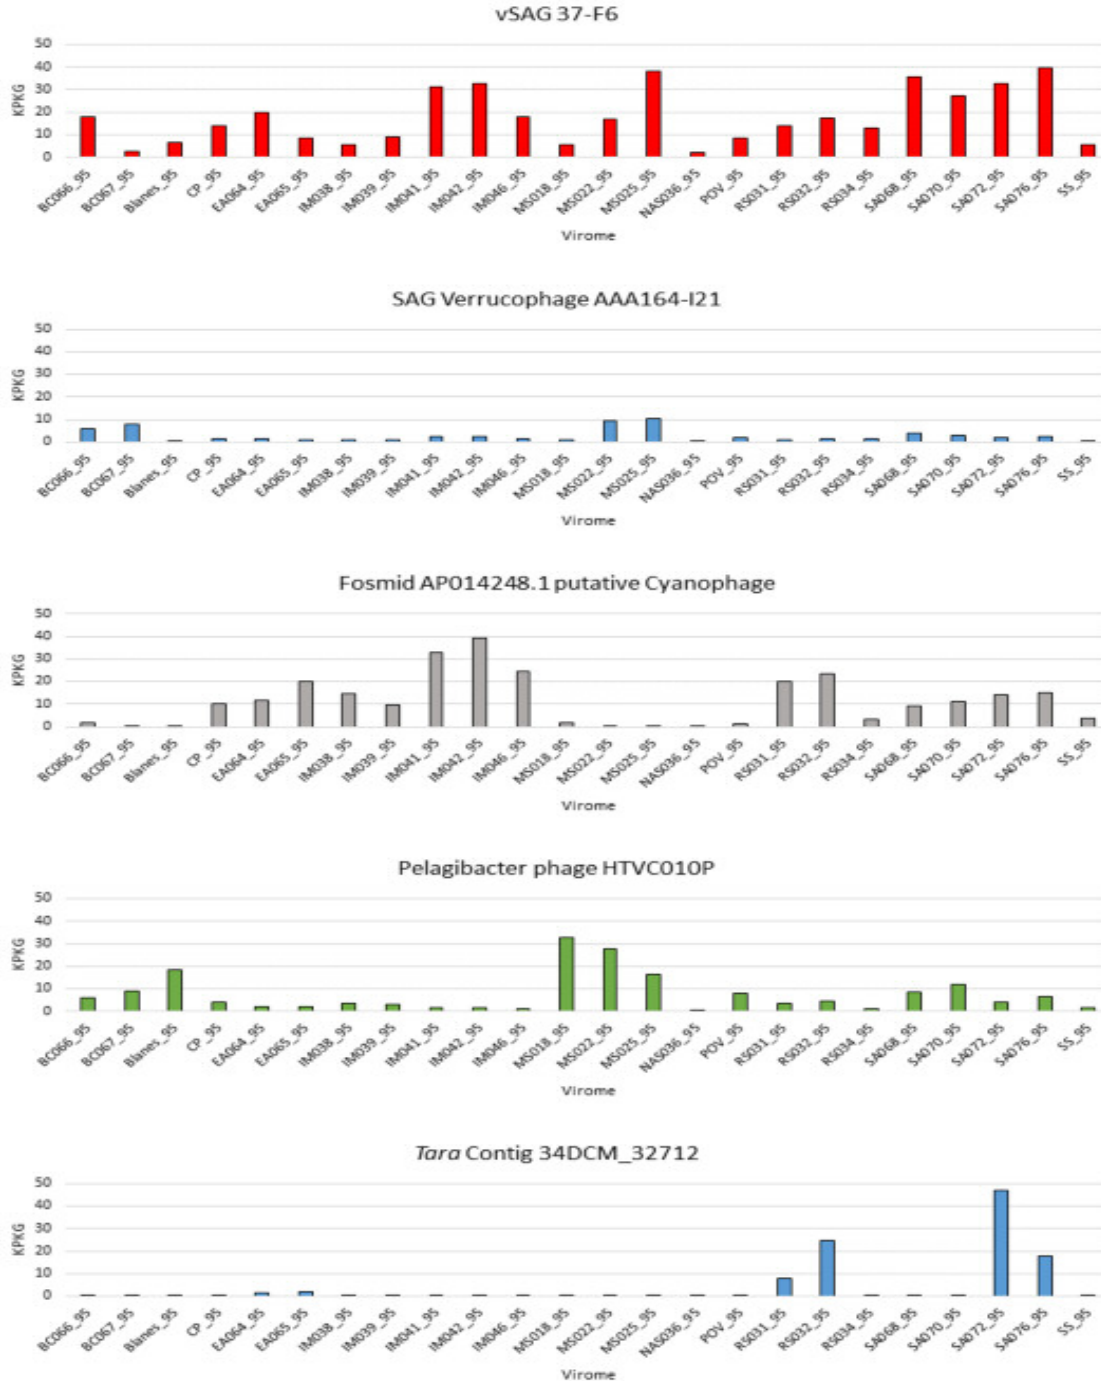 vSAG 37-F6
50
40
30
20
10
0
KPKG
BC066_95 BC067_95 Blanes_95 CP_95 EA064_95 EA065_95 IM038_95 IM039_95 IM041_95 IM042_95 IM046_95 MS018_95 MS022_95 MS025_95 NAS036_95 POV_95 RS031_95 RS032_95 RS034_95 SA068_95 SA070_95 SA072_95 SA076_95 SS_95
Virome
SAG Verrucophage AAA164-I21
50
40
30
20
10
0
KPKG
BC066_95 BC067_95 Blanes_95 CP_95 EA064_95 EA065_95 IM038_95 IM039_95 IM041_95 IM042_95 IM046_95 MS018_95 MS022_95 MS025_95 NAS036_95 POV_95 RS031_95 RS032_95 RS034_95 SA068_95 SA070_95 SA072_95 SA076_95 SS_95
Virome
Fosmid AP014248.1 putative Cyanophage
50
40
30
20
10
0
KPKG
BC066_95 BC067_95 Blanes_95 CP_95 EA064_95 EA065_95 IM038_95 IM039_95 IM041_95 IM042_95 IM046_95 MS018_95 MS022_95 MS025_95 NAS036_95 POV_95 RS031_95 RS032_95 RS034_95 SA068_95 SA070_95 SA072_95 SA076_95 SS_95
Virome
Pelagibacter phage HTVC010P
50
40
30
20
10
0
KPKG
BC066_95 BC067_95 Blanes_95 CP_95 EA064_95 EA065_95 IM038_95 IM039_95 IM041_95 IM042_95 IM046_95 MS018_95 MS022_95 MS025_95 NAS036_95 POV_95 RS031_95 RS032_95 RS034_95 SA068_95 SA070_95 SA072_95 SA076_95 SS_95
Virome
Tara Contig 34DCM_32712
50
40
30
20
10
0
KPKG
BC066_95 BC067_95 Blanes_95 CP_95 EA064_95 EA065_95 IM038_95 IM039_95 IM041_95 IM042_95 IM046_95 MS018_95 MS022_95 MS025_95 NAS036_95 POV_95 RS031_95 RS032_95 RS034_95 SA068_95 SA070_95 SA072_95 SA076_95 SS_95
Virome